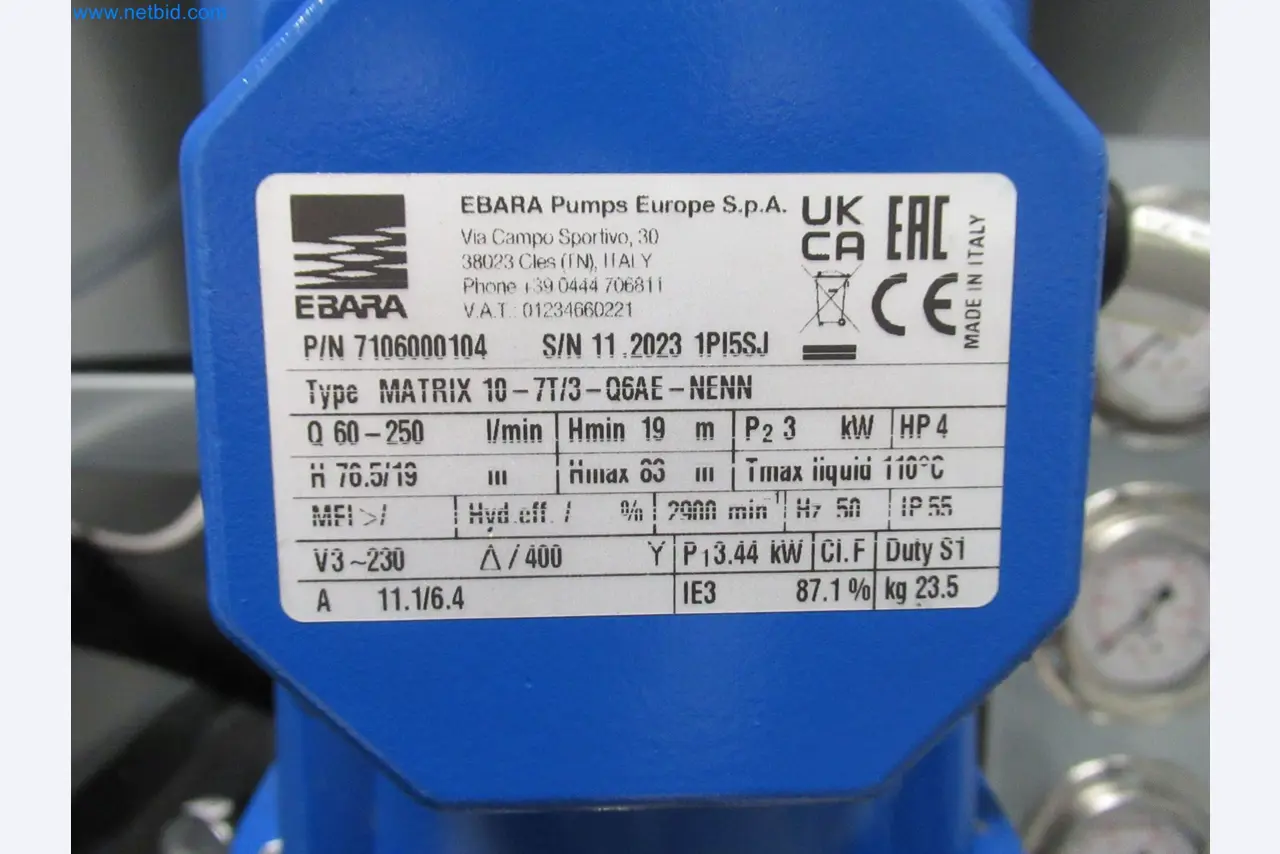 www.netbid.com
EBARA
EBARA Pumps Europe S.p.A.
Via Campo Sportivo, 30
38023 Cles (TN), ITALY
Phone +39 0444 706811
V.A.T.: 01234660221
UK
CA
EAC
CE
MADE IN ITALY
P/N 7106000104 S/N 11.2023 1PI5SJ
Type MATRIX 10-7T/3-Q6AE-NENN
Q 60-250 l/min Hmin 19 m P2 3 kW HP 4
H 76.5/19 m Hmax 83 m Tmax liquid 110°C
MEI >/ Hyd.eff. / % 2900 min-1 Hz 50 IP 55
V3~230 Δ/400 Y P1 3.44 kW Cl.F Duty S1
A 11.1/6.4 IE3 87.1 % kg 23.5